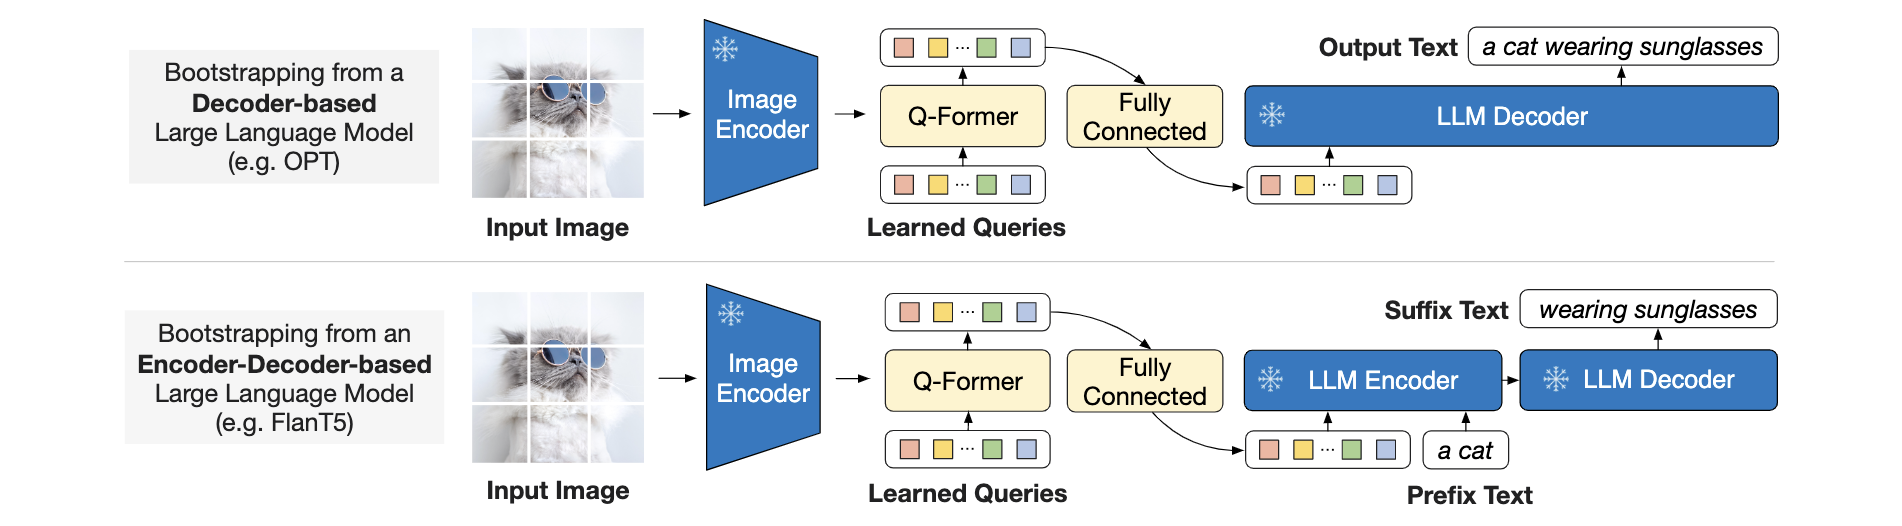 Bootstrapping from a
Decoder-based
Large Language Model
(e.g. OPT)
Input Image
Image
Encoder
...
Q-Former
...
Learned Queries
Fully
Connected
Output Text
a cat wearing sunglasses
LLM Decoder
...
Bootstrapping from an
Encoder-Decoder-based
Large Language Model
(e.g. FlanT5)
Input Image
Image
Encoder
...
Q-Former
...
Learned Queries
Fully
Connected
Suffix Text
wearing sunglasses
LLM Encoder
LLM Decoder
...
a cat
Prefix Text